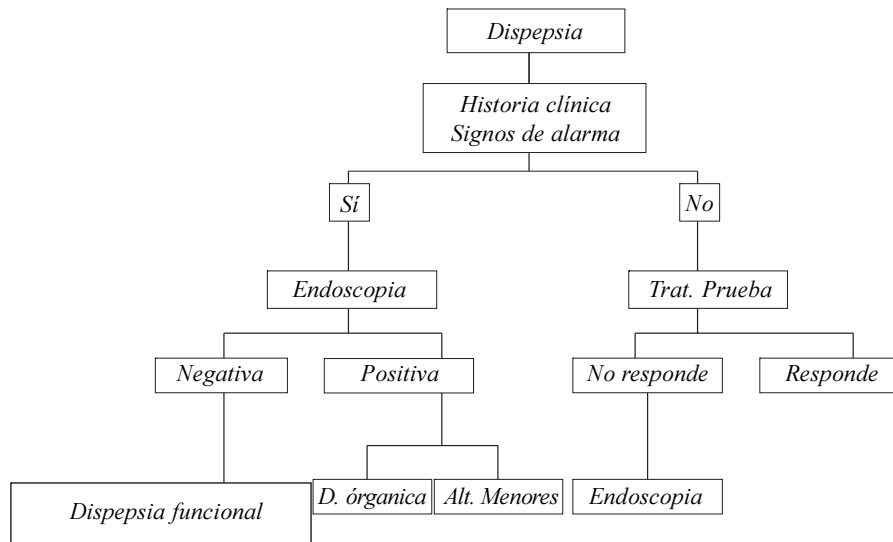 Dispepsia
Historia clínica
Signos de alarma
Sí
No
Endoscopia
Trat. Prueba
Negativa
Positiva
No responde
Responde
D. órganica
Alt. Menores
Endoscopia
Dispepsia funcional